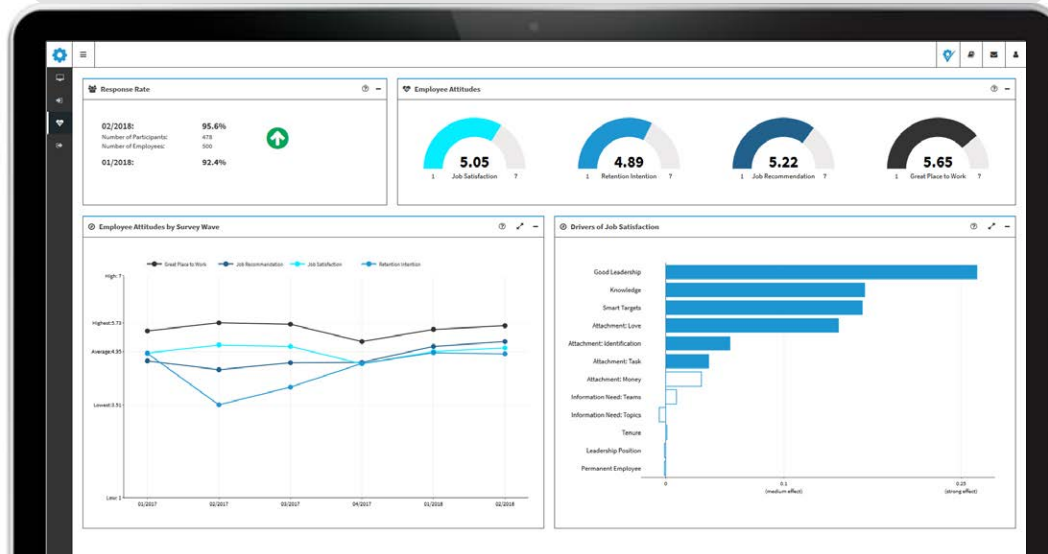 Response Rate
02/2018: 95.6%
Number of Participants: 478
Number of Employees: 500
01/2018: 92.4%
Employee Attitudes
5.05
1 Job Satisfaction 7
4.89
1 Retention Intention 7
5.22
1 Job Recommendation 7
5.65
1 Great Place to Work 7
Employee Attitudes by Survey Wave
Great Place to Work Job Recommendation Job Satisfaction Retention Intention
High: 7
Highest:5.73
Lowest:3.51
Low: 1
01/2017 02/2017 03/2017 04/2017 01/2018 02/2018
Drivers of Job Satisfaction
Good Leadership
Knowledge
Smart Targets
Attachment: Love
Attachment: Identification
Attachment: Task
Attachment: Money
Information Need: Teams
Information Need: Topics
Tenure
Leadership Position
Permanent Employee
0 0.1 0.25
(medium effect) (strong effect)